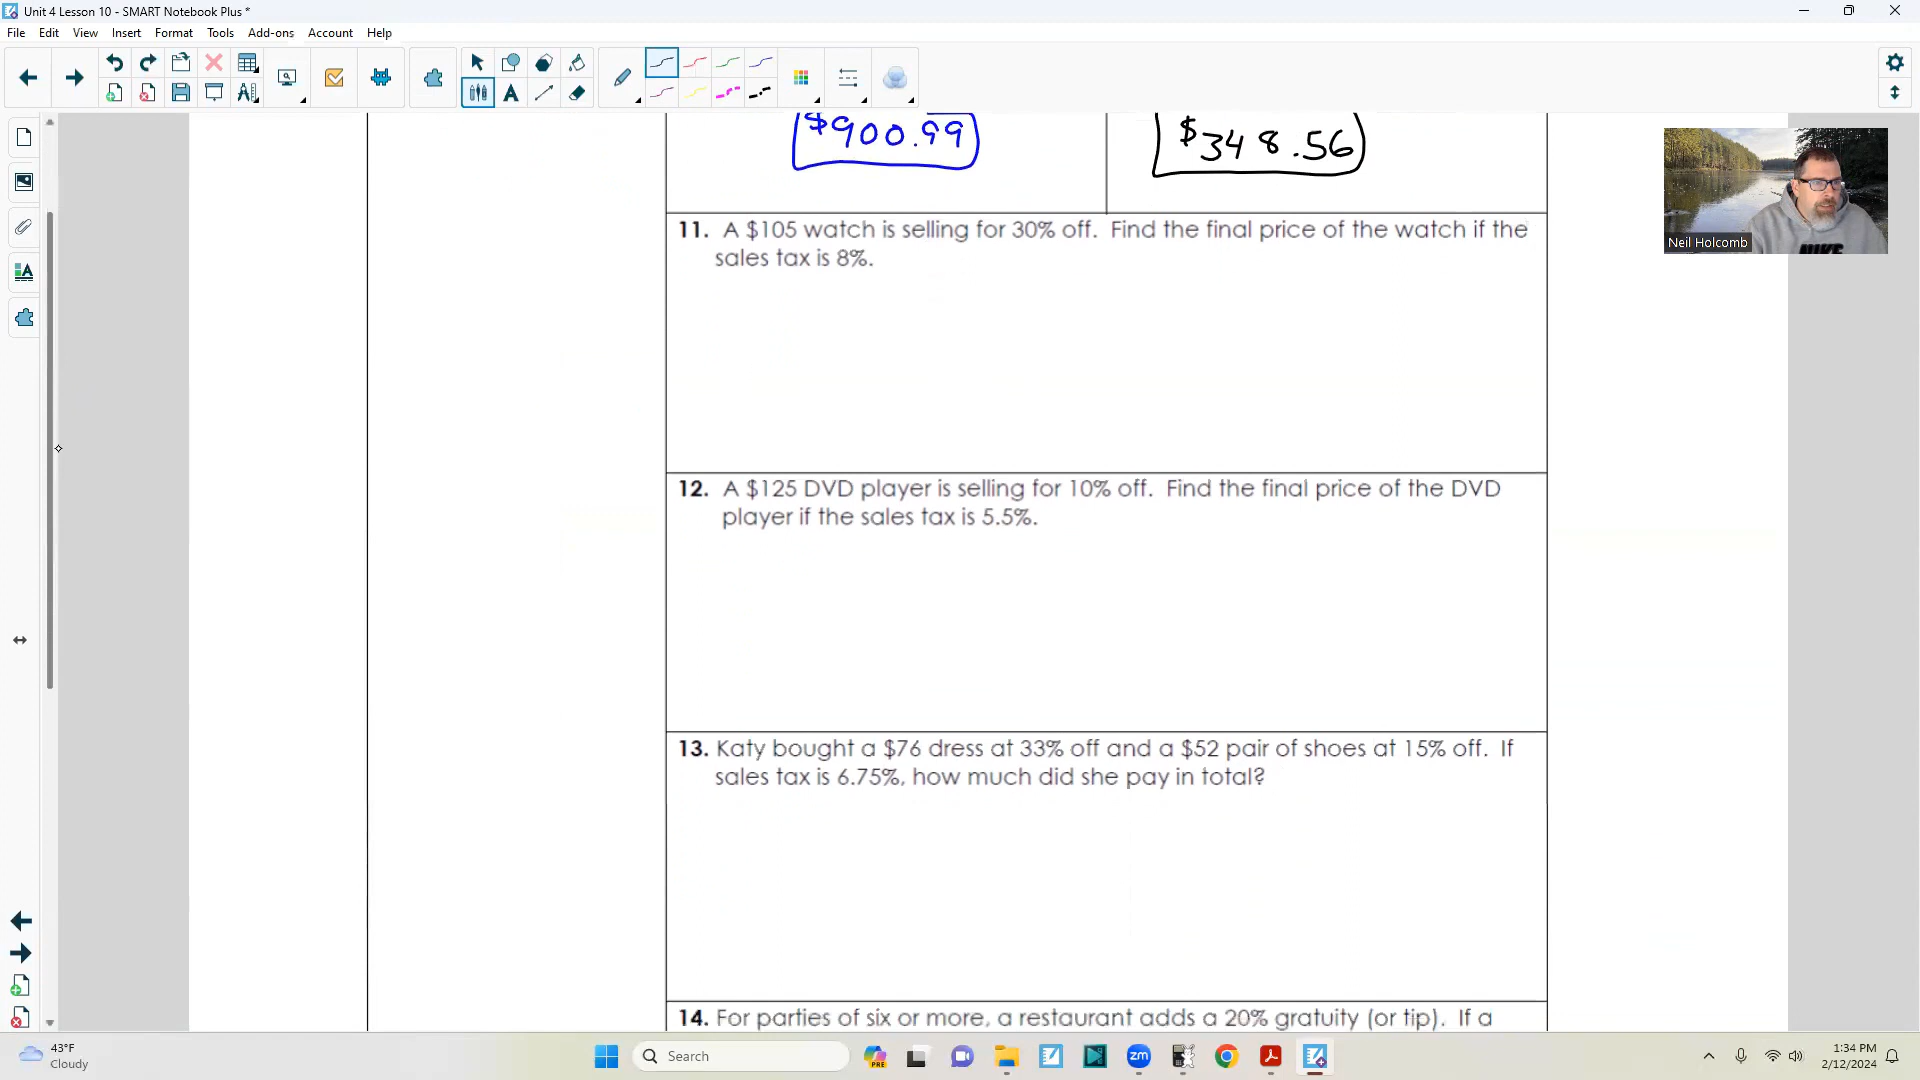 Unit 4 Lesson 10 - SMART Notebook Plus *
File Edit View Insert Format Tools Add-ons Account Help
$900.99
$348.56
Neil Holcomb
11. A $105 watch is selling for 30% off. Find the final price of the watch if the
sales tax is 8%.
12. A $125 DVD player is selling for 10% off. Find the final price of the DVD
player if the sales tax is 5.5%.
13. Katy bought a $76 dress at 33% off and a $52 pair of shoes at 15% off. If
sales tax is 6.75%, how much did she pay in total?
14. For parties of six or more, a restaurant adds a 20% gratuity (or tip). If a
43°F
Cloudy
Search
PRE
zm
1:34 PM
2/12/2024